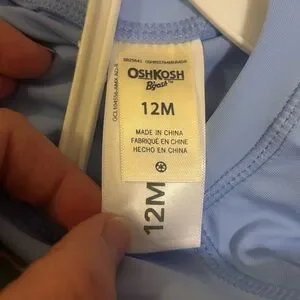 OSHKOSH
B'gosh
12M
MADE IN CHINA
FABRIQUÉ EN CHINE
HECHO EN CHINA
12M